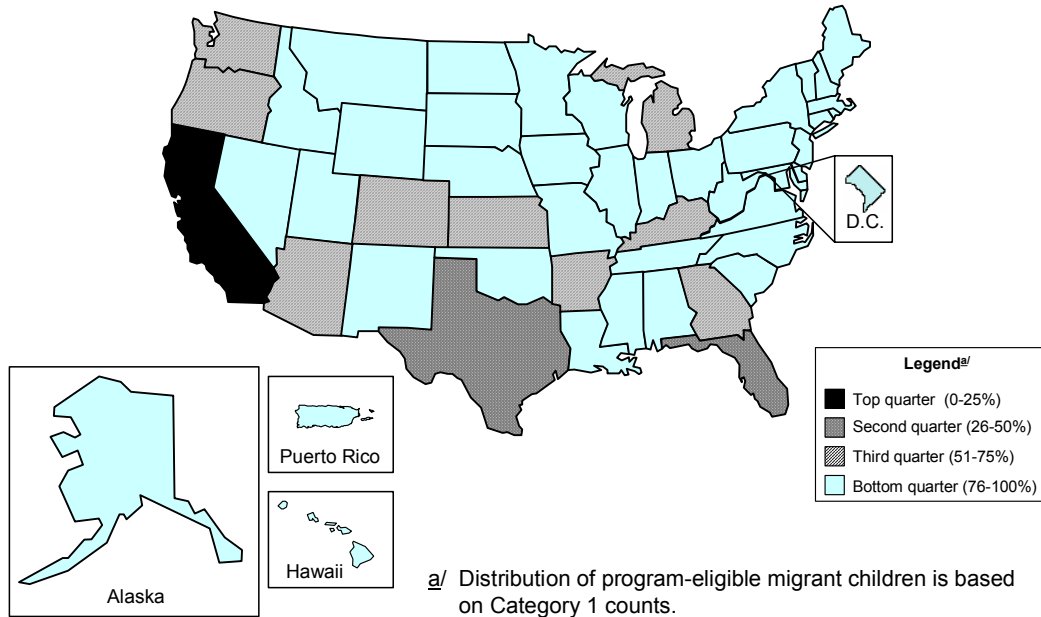 D.C.
Legenda/
Top quarter (0-25%)
Second quarter (26-50%)
Third quarter (51-75%)
Bottom quarter (76-100%)
Puerto Rico
Hawaii
Alaska
a/ Distribution of program-eligible migrant children is based
on Category 1 counts.